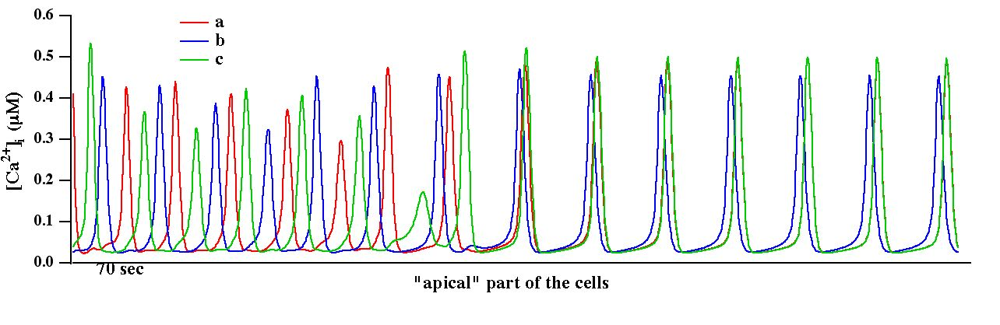 0.6
a
b
0.5
c
0.4
0.3
0.2
0.1
0.0
[Ca2+]i (μM)
70 sec
"apical" part of the cells